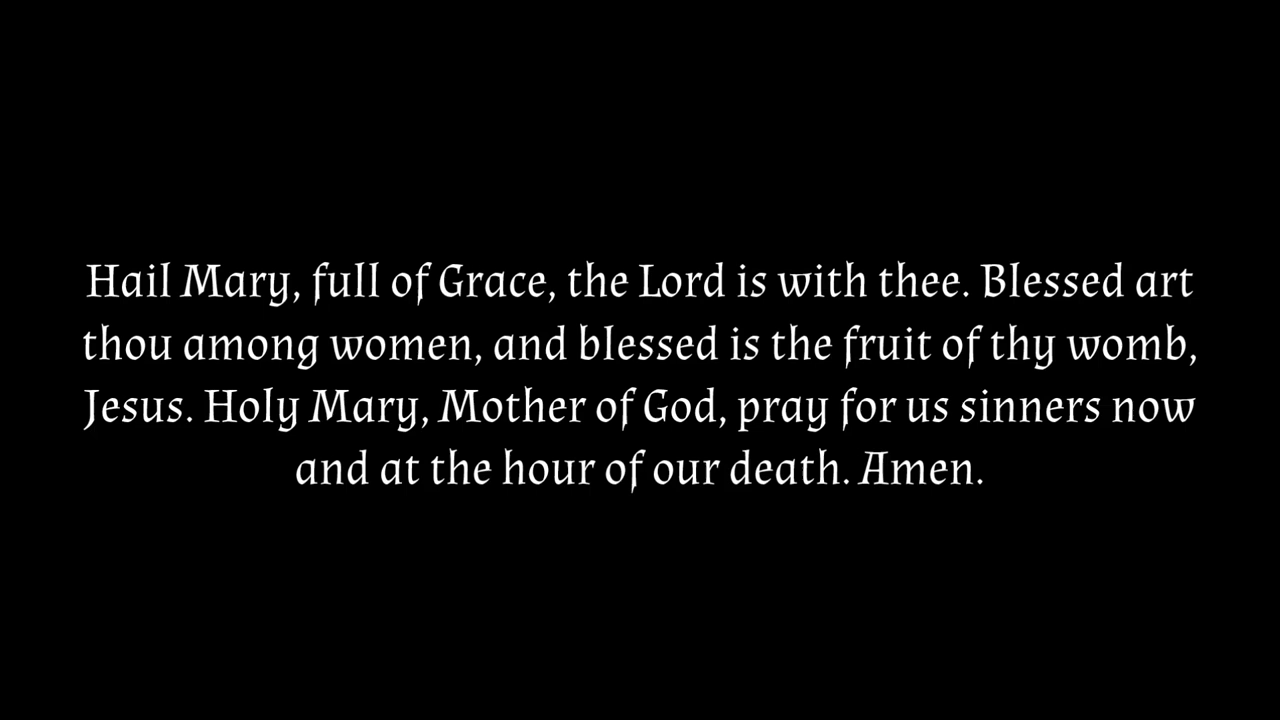 Hail Mary, full of Grace, the Lord is with thee. Blessed art
thou among women, and blessed is the fruit of thy womb,
Jesus. Holy Mary, Mother of God, pray for us sinners now
and at the hour of our death. Amen.